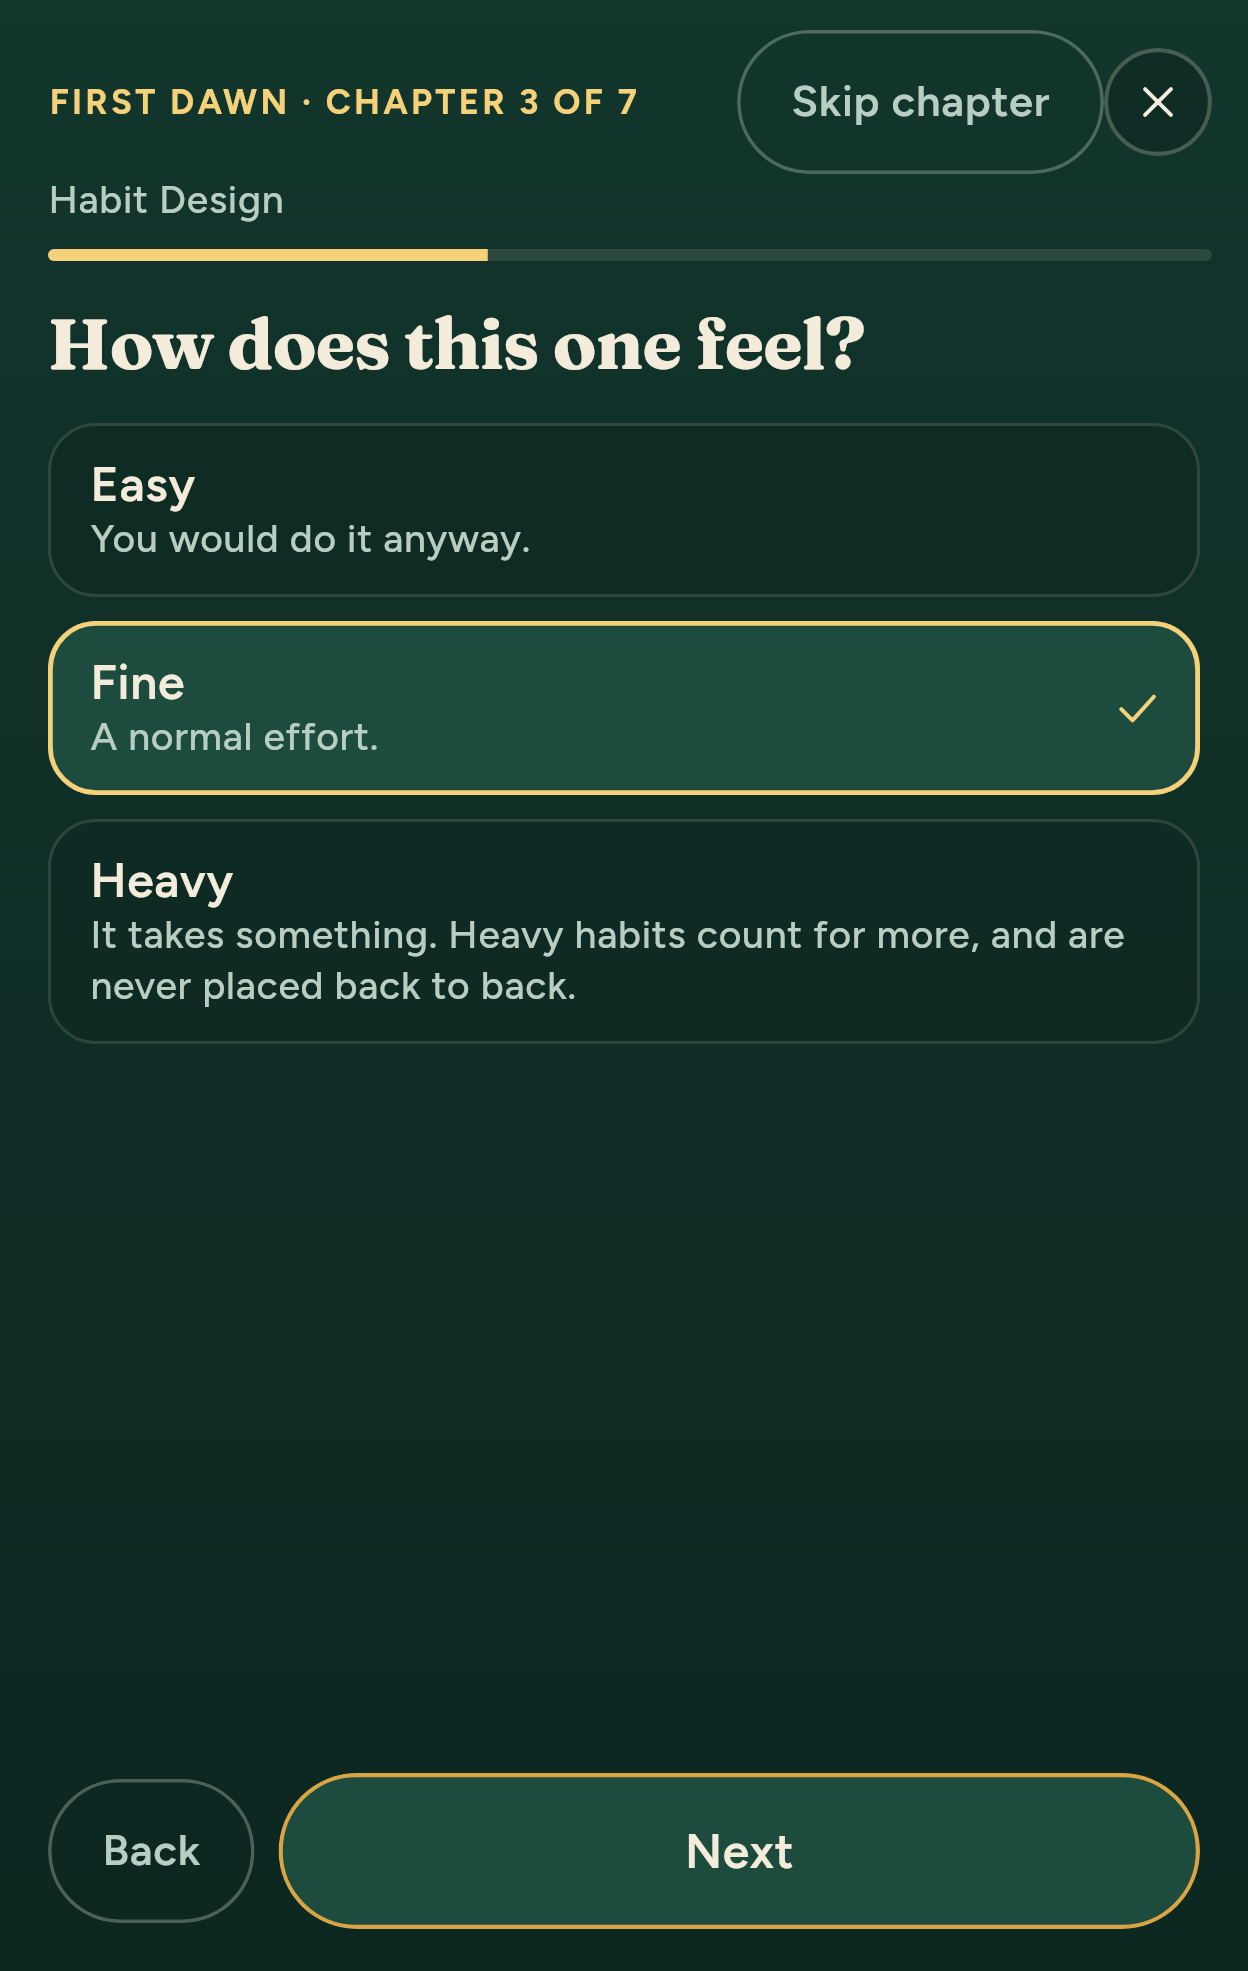 FIRST DAWN · CHAPTER 3 OF 7
Skip chapter
Habit Design
How does this one feel?
Easy
You would do it anyway.
Fine
A normal effort.
Heavy
It takes something. Heavy habits count for more, and are
never placed back to back.
Back
Next